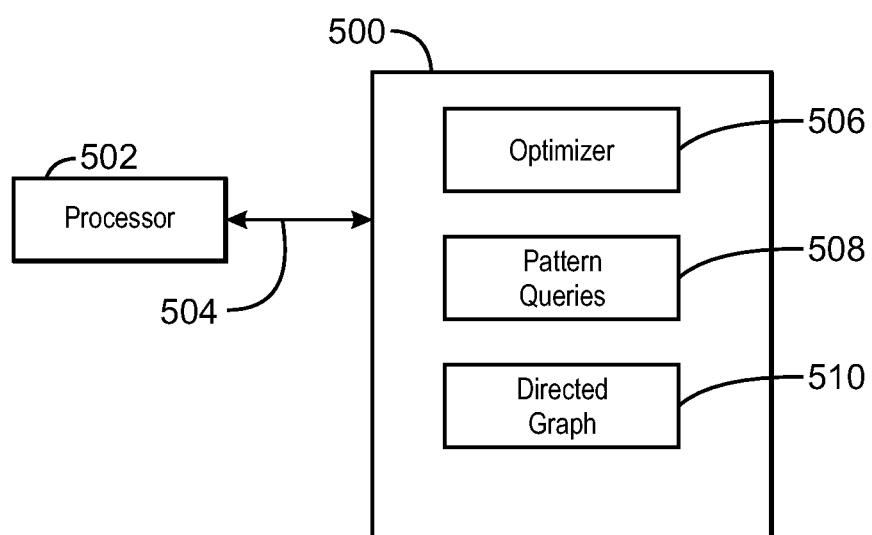 500
506
Optimizer
502
Processor
508
Pattern
Queries
504
510
Directed
Graph